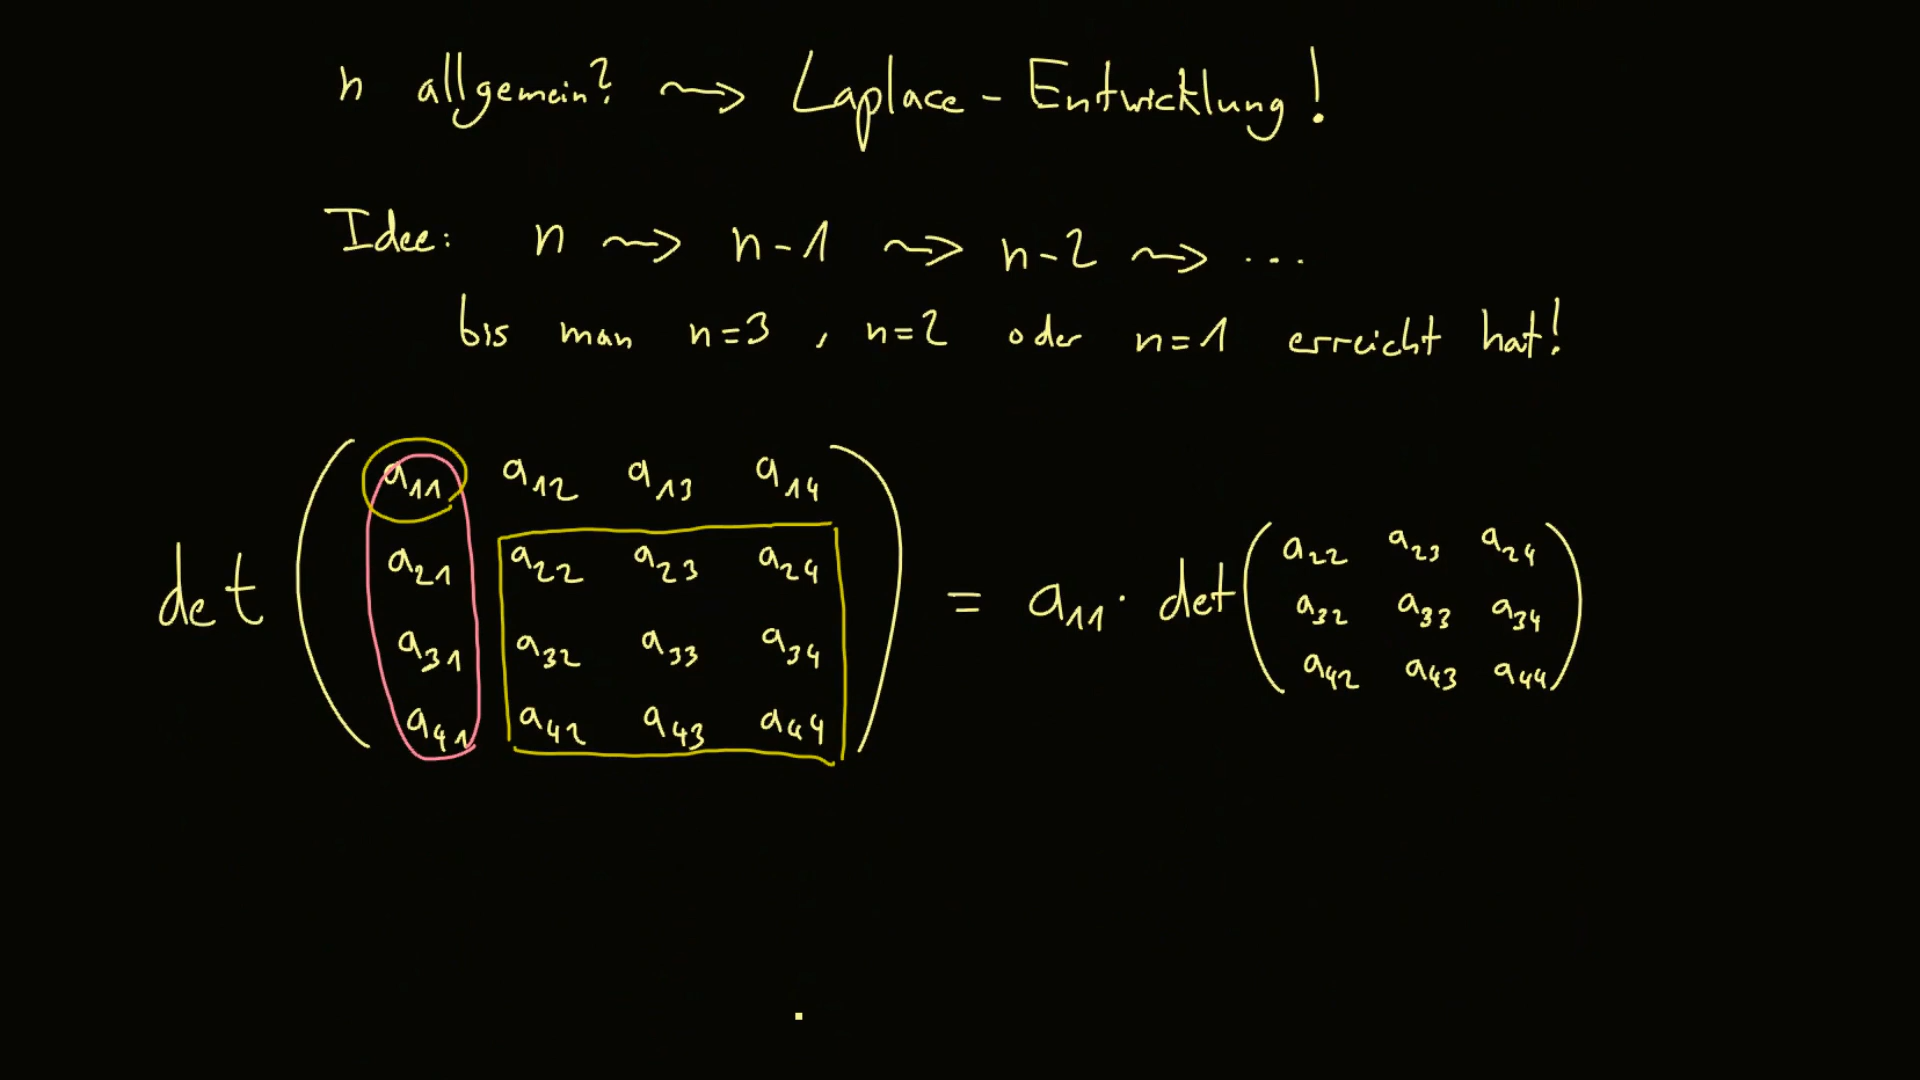 n allgemein? ⇝ Laplace-Entwicklung!
Idee: n ⇝ n-1 ⇝ n-2 ⇝ ...
bis man n=3, n=2 oder n=1 erreicht hat!
det ( a₁₁ a₁₂ a₁₃ a₁₄
a₂₁ a₂₂ a₂₃ a₂₄
a₃₁ a₃₂ a₃₃ a₃₄
a₄₁ a₄₂ a₄₃ a₄₄ )
= a₁₁ · det ( a₂₂ a₂₃ a₂₄
a₃₂ a₃₃ a₃₄
a₄₂ a₄₃ a₄₄ )